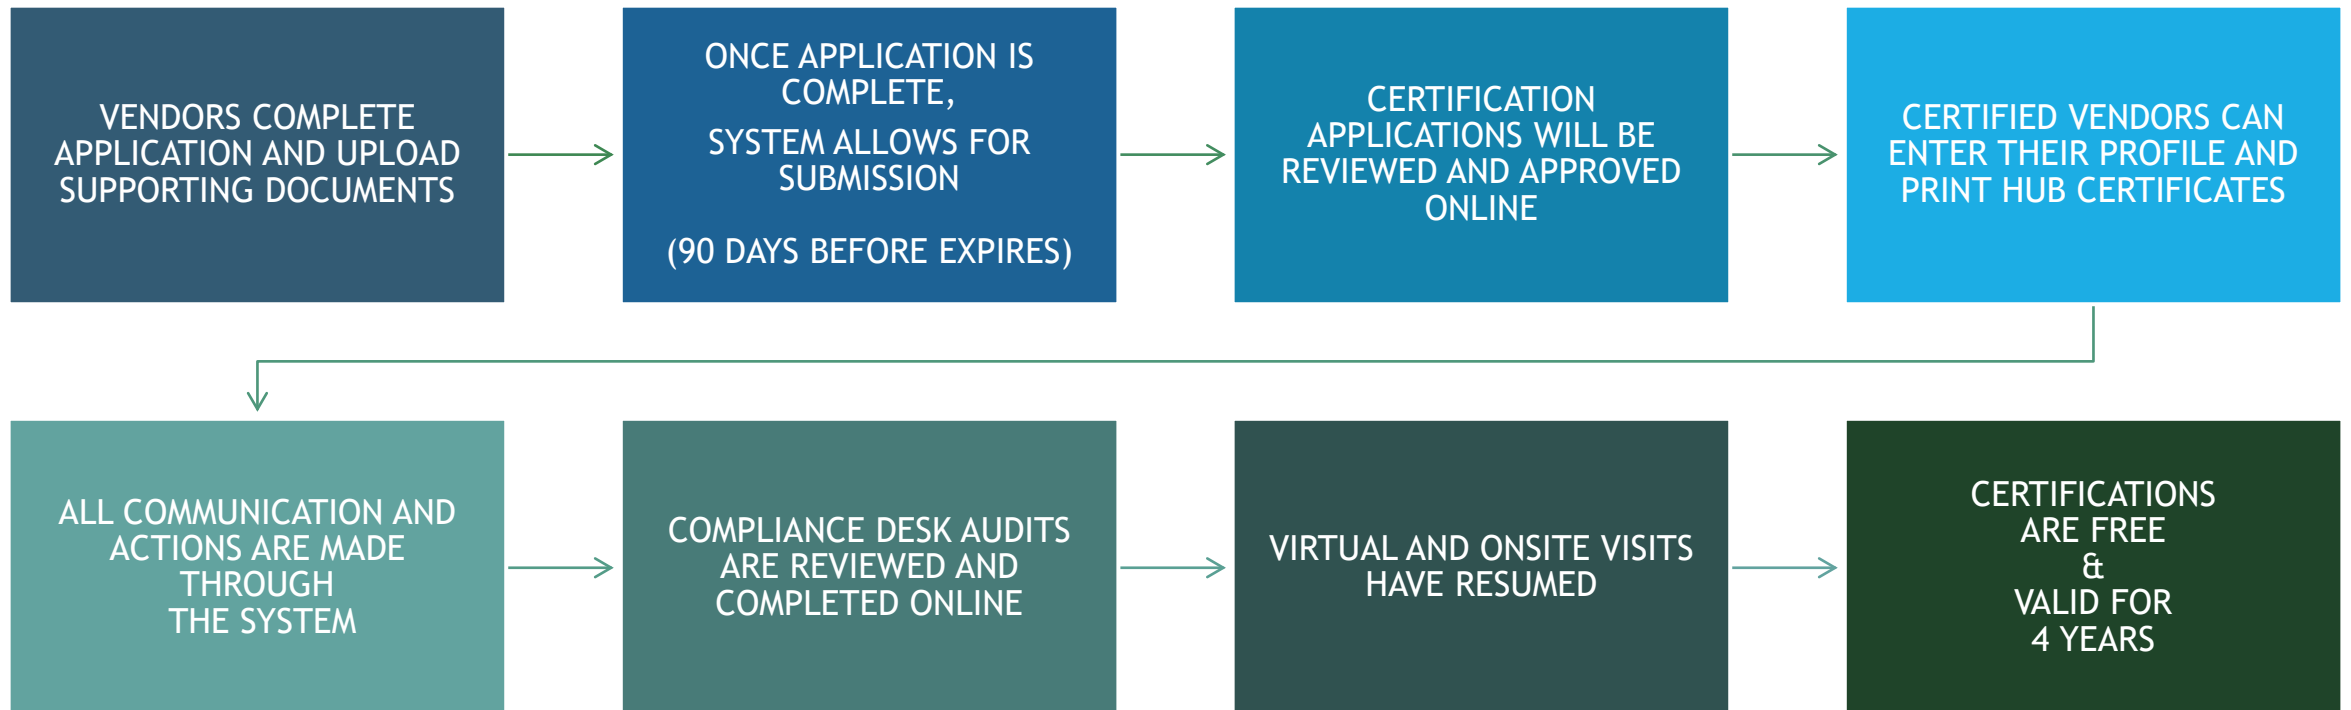 VENDORS COMPLETE
APPLICATION AND UPLOAD
SUPPORTING DOCUMENTS
ONCE APPLICATION IS
COMPLETE,
SYSTEM ALLOWS FOR
SUBMISSION
(90 DAYS BEFORE EXPIRES)
CERTIFICATION
APPLICATIONS WILL BE
REVIEWED AND APPROVED
ONLINE
CERTIFIED VENDORS CAN
ENTER THEIR PROFILE AND
PRINT HUB CERTIFICATES
ALL COMMUNICATION AND
ACTIONS ARE MADE
THROUGH
THE SYSTEM
COMPLIANCE DESK AUDITS
ARE REVIEWED AND
COMPLETED ONLINE
VIRTUAL AND ONSITE VISITS
HAVE RESUMED
CERTIFICATIONS
ARE FREE
&
VALID FOR
4 YEARS